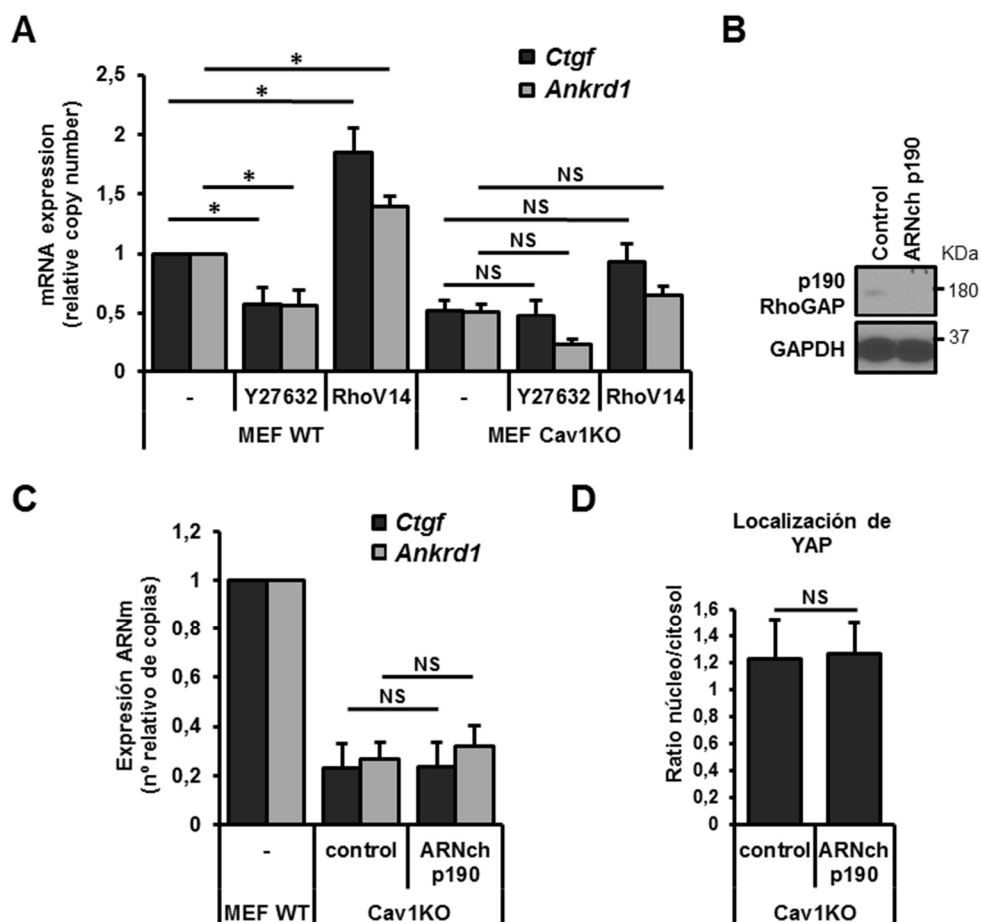 A
mRNA expression
(relative copy number)
2,5
2
1,5
1
0,5
0
Ctgf
Ankrd1
*
*
*
*
NS
NS
NS
NS
-
Y27632
RhoV14
-
Y27632
RhoV14
MEF WT
MEF Cav1KO
B
Control
ARNch p190
KDa
p190
RhoGAP
180
GAPDH
37
C
Expresión ARNm
(nº relativo de copias)
1,2
1
0,8
0,6
0,4
0,2
0
Ctgf
Ankrd1
NS
NS
-
control
ARNch
p190
MEF WT
Cav1KO
D
Localización de
YAP
Ratio núcleo/citosol
1,6
1,4
1,2
1
0,8
0,6
0,4
0,2
0
NS
control
ARNch
p190
Cav1KO